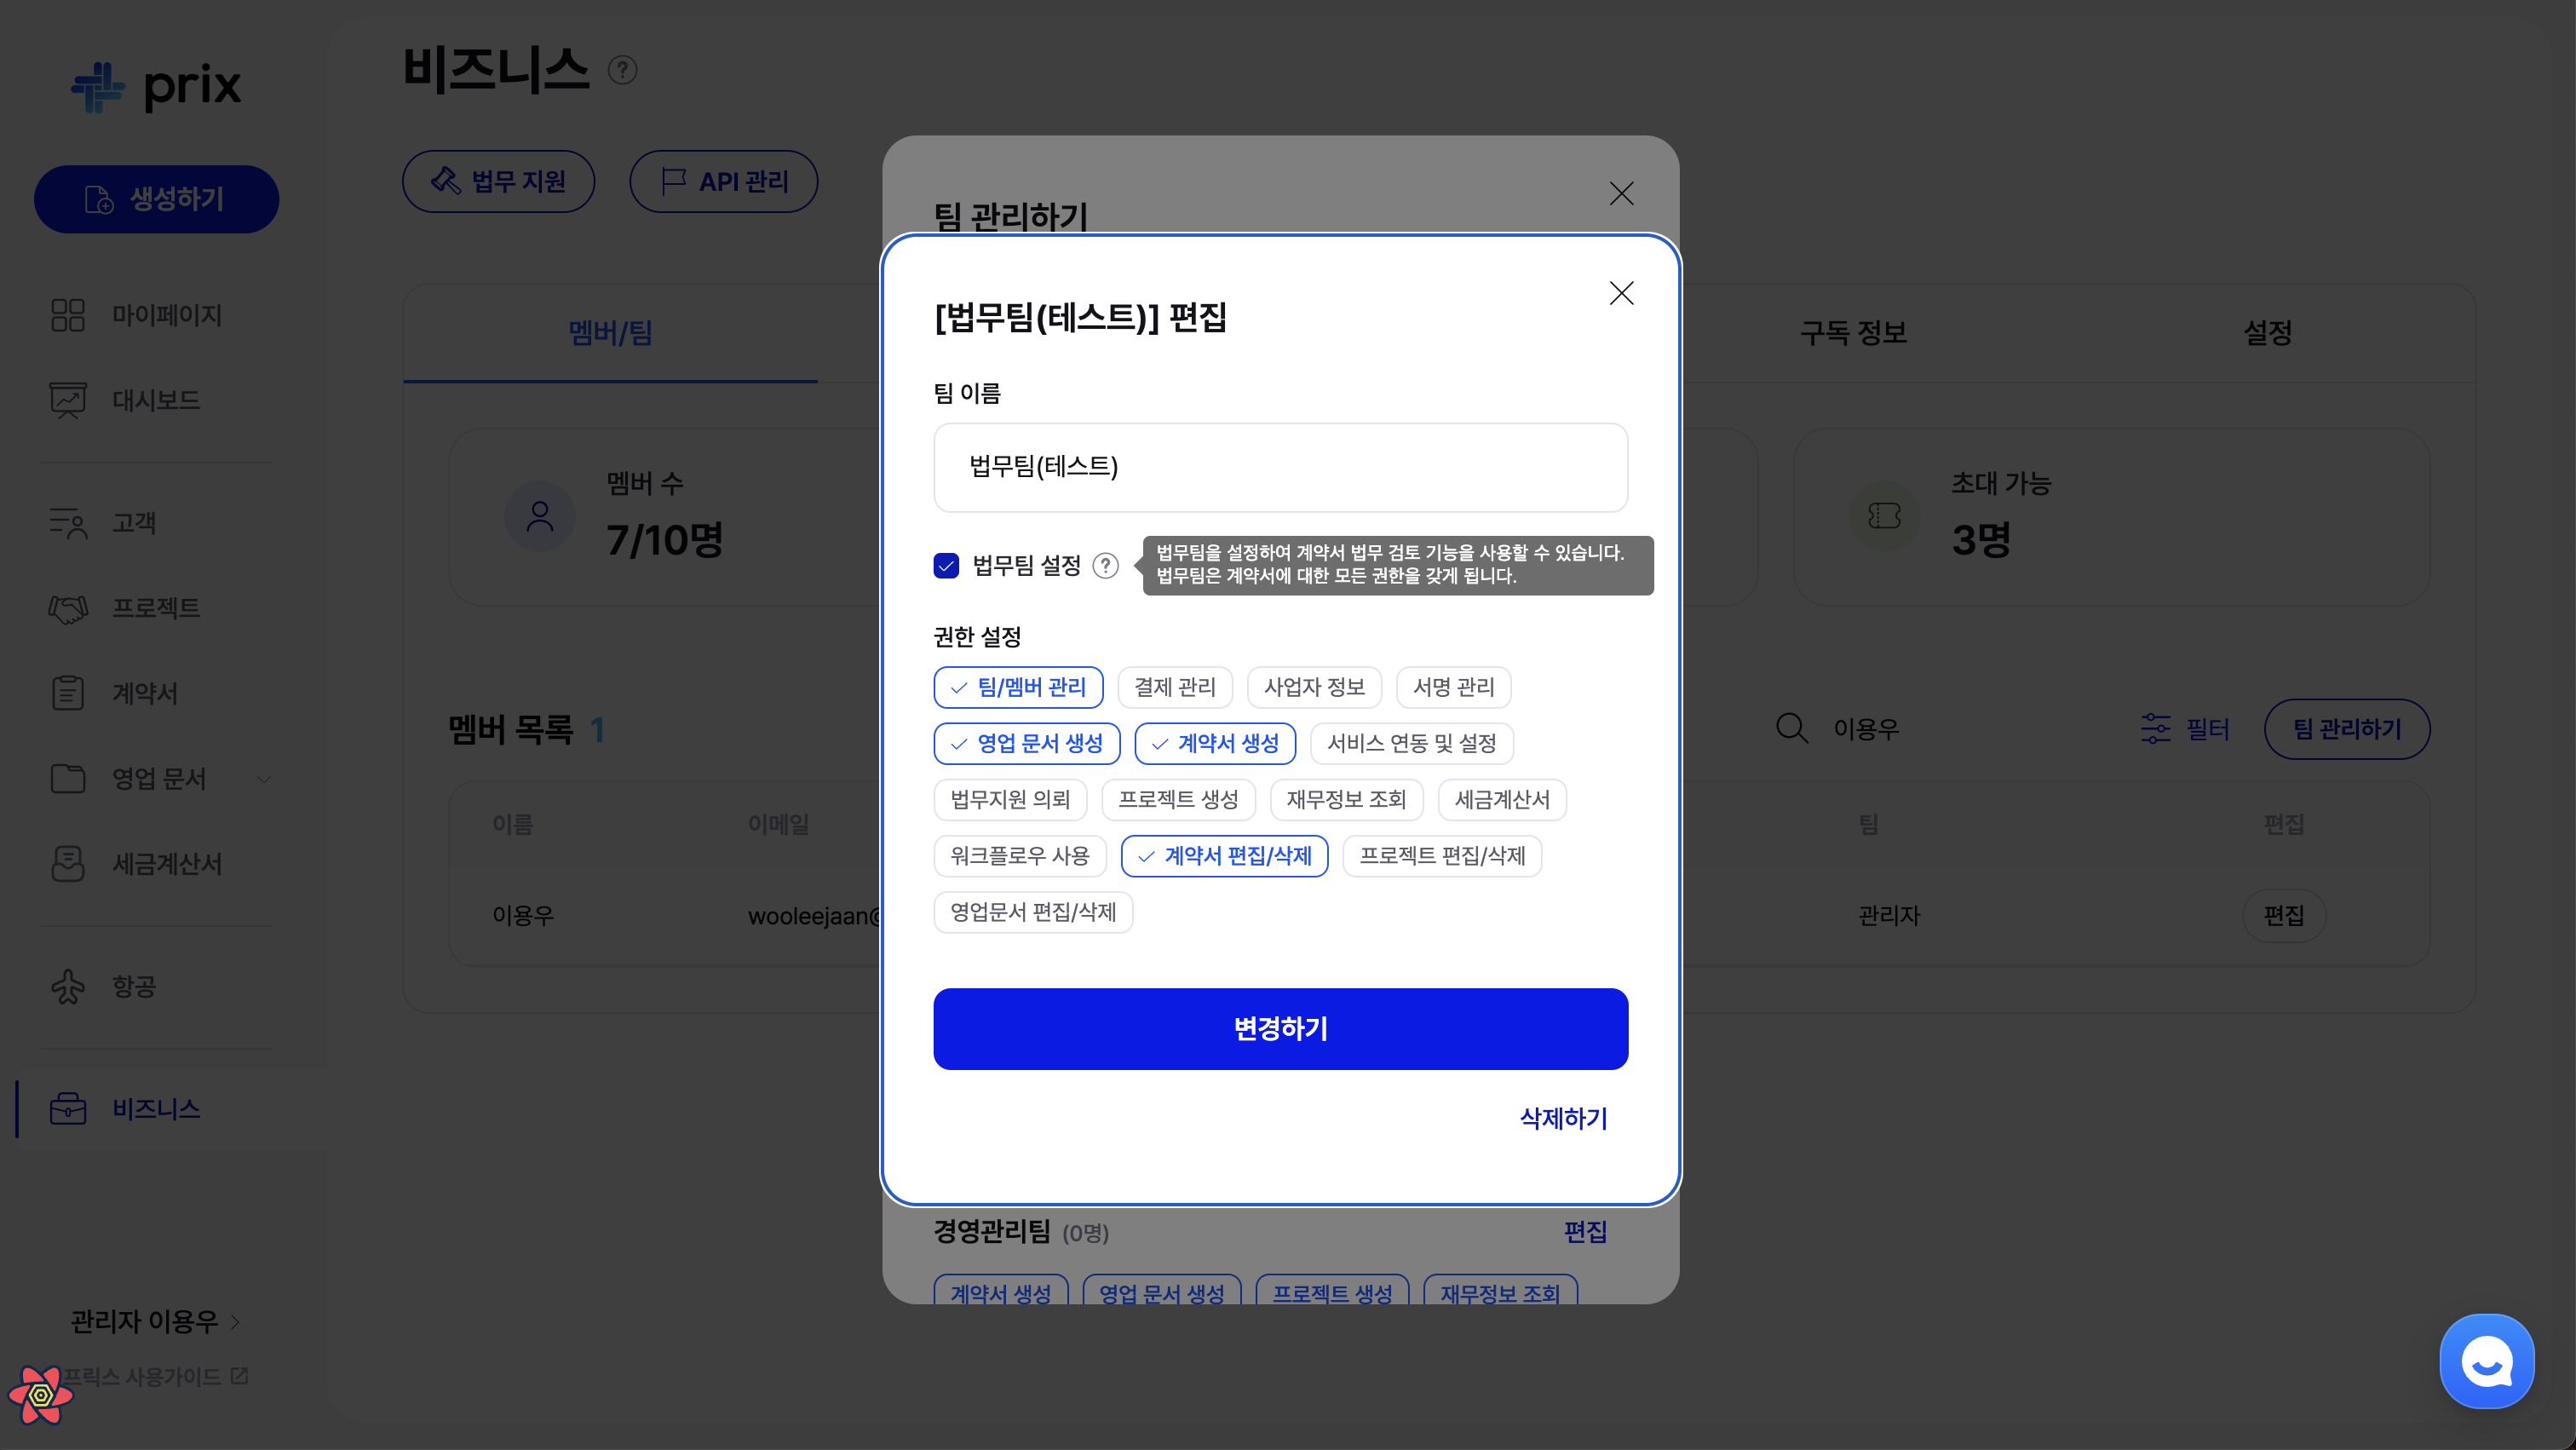 prix
생성하기
마이페이지
대시보드
고객
프로젝트
계약서
영업 문서
세금계산서
항공
비즈니스
관리자 이용우
프릭스 사용가이드
비즈니스 ?
법무 지원
API 관리
멤버/팀
구독 정보
설정
멤버 수
7/10명
초대 가능
3명
멤버 목록 1
이용우
필터
팀 관리하기
이름
이메일
팀
편집
이용우
wooleejaan@
관리자
편집
팀 관리하기
[법무팀(테스트)] 편집
팀 이름
법무팀(테스트)
법무팀 설정 ?
법무팀을 설정하여 계약서 법무 검토 기능을 사용할 수 있습니다.
법무팀은 계약서에 대한 모든 권한을 갖게 됩니다.
권한 설정
팀/멤버 관리 결제 관리 사업자 정보 서명 관리
영업 문서 생성 계약서 생성 서비스 연동 및 설정
법무지원 의뢰 프로젝트 생성 재무정보 조회 세금계산서
워크플로우 사용 계약서 편집/삭제 프로젝트 편집/삭제
영업문서 편집/삭제
변경하기
삭제하기
경영관리팀 (0명) 편집
계약서 생성 영업 문서 생성 프로젝트 생성 재무정보 조회